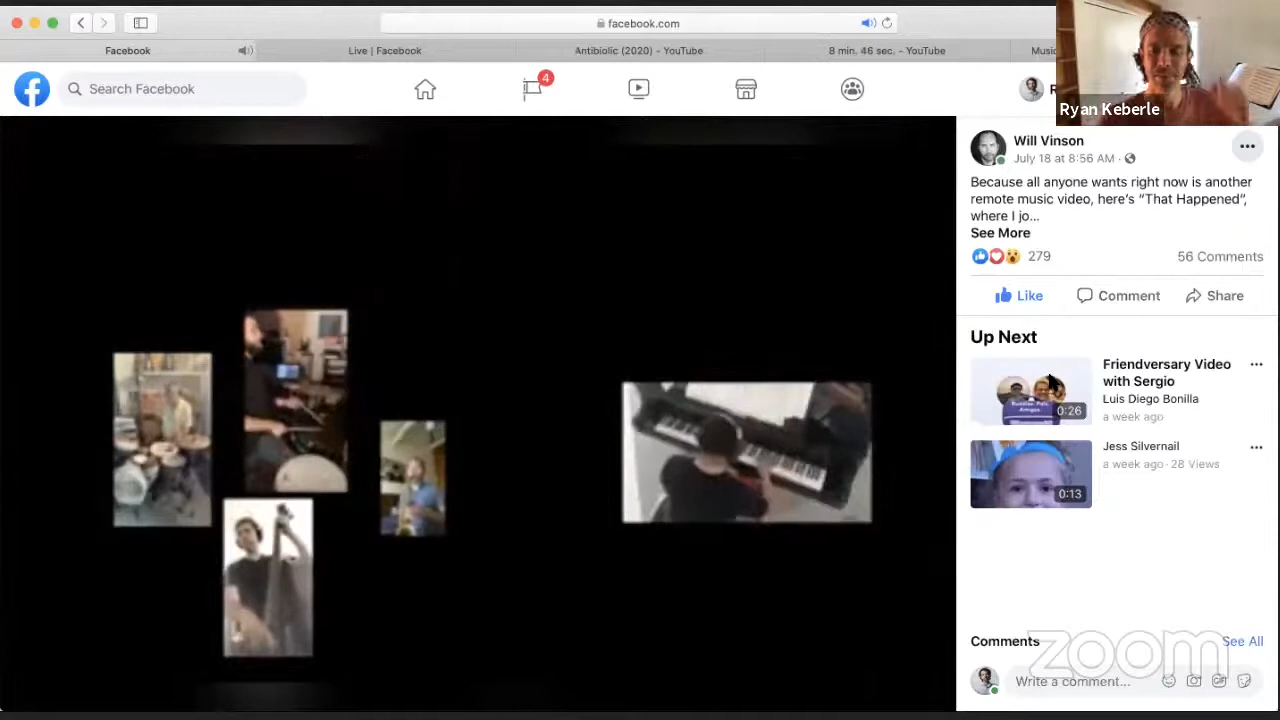 facebook.com
Facebook
Live | Facebook
Antibiolic (2020) - YouTube
8 min. 46 sec. - YouTube
Music
Search Facebook
4
R
Ryan Keberle
Will Vinson
July 18 at 8:56 AM ·
Because all anyone wants right now is another
remote music video, here's "That Happened",
where I jo...
See More
279
56 Comments
Like
Comment
Share
Up Next
Friendversary Video
with Sergio
Luis Diego Bonilla
a week ago
0:26
Jess Silvernail
a week ago · 28 Views
0:13
Comments
See All
zoom
Write a comment...